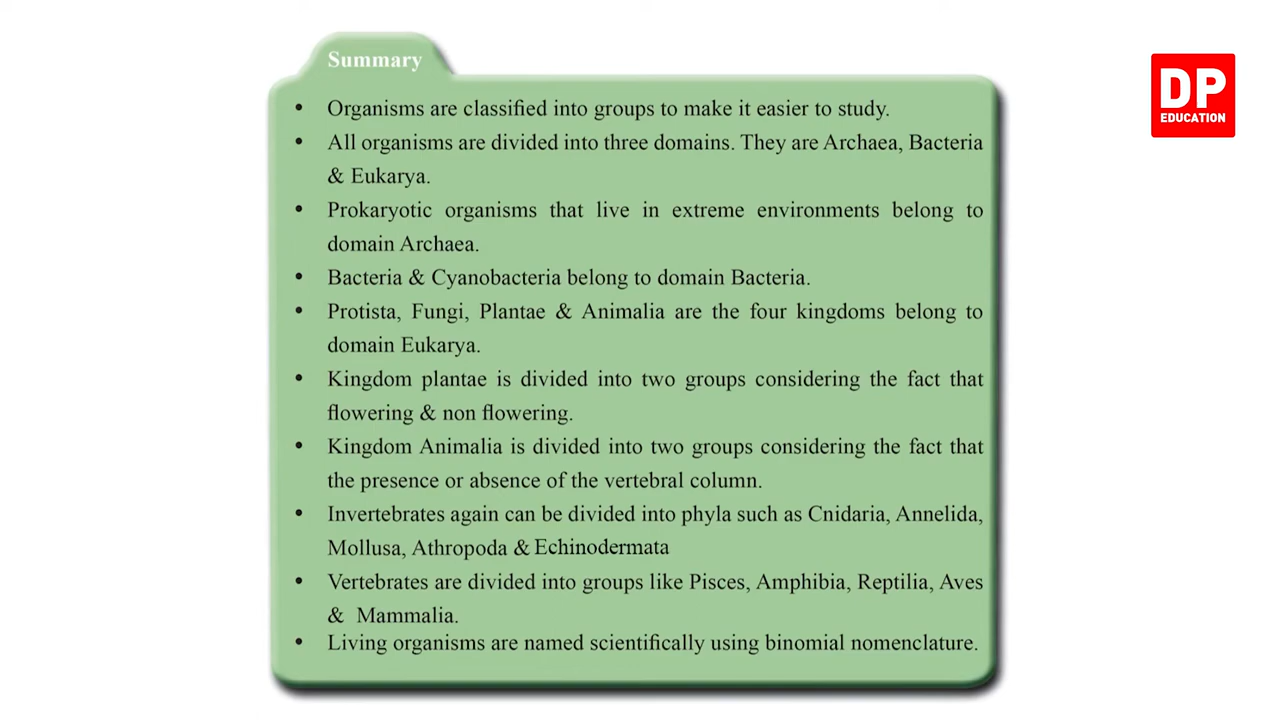 Summary
DP
EDUCATION
• Organisms are classified into groups to make it easier to study.
• All organisms are divided into three domains. They are Archaea, Bacteria
& Eukarya.
• Prokaryotic organisms that live in extreme environments belong to
domain Archaea.
• Bacteria & Cyanobacteria belong to domain Bacteria.
• Protista, Fungi, Plantae & Animalia are the four kingdoms belong to
domain Eukarya.
• Kingdom plantae is divided into two groups considering the fact that
flowering & non flowering.
• Kingdom Animalia is divided into two groups considering the fact that
the presence or absence of the vertebral column.
• Invertebrates again can be divided into phyla such as Cnidaria, Annelida,
Mollusa, Athropoda & Echinodermata
• Vertebrates are divided into groups like Pisces, Amphibia, Reptilia, Aves
& Mammalia.
• Living organisms are named scientifically using binomial nomenclature.